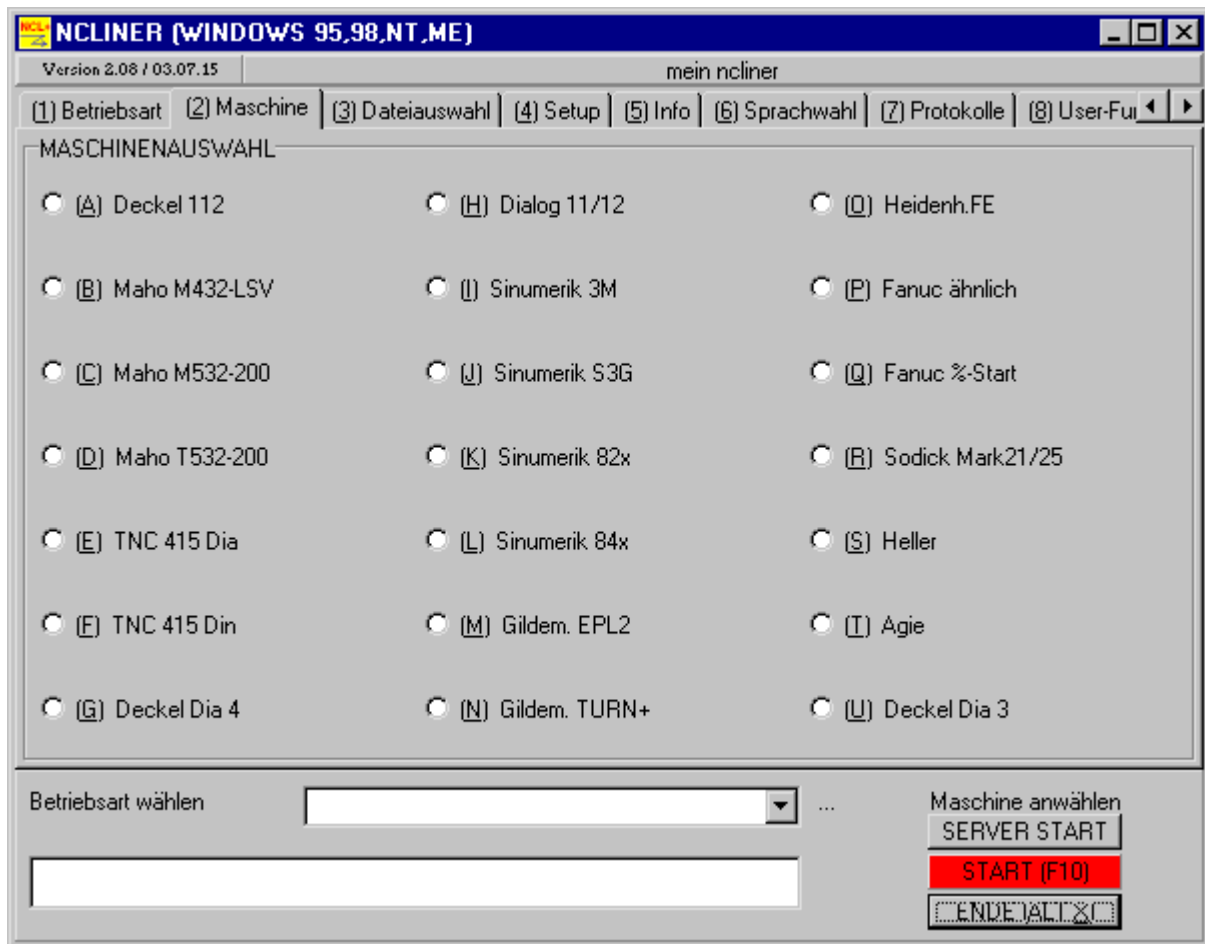 NCL+
NCLINER (WINDOWS 95,98,NT,ME)
Version 2.08 / 03.07.15
mein ncliner
(1) Betriebsart
(2) Maschine
(3) Dateiauswahl
(4) Setup
(5) Info
(6) Sprachwahl
(7) Protokolle
(8) User-Fu
MASCHINENAUSWAHL
(A) Deckel 112
(H) Dialog 11/12
(O) Heidenh.FE
(B) Maho M432-LSV
(I) Sinumerik 3M
(P) Fanuc ähnlich
(C) Maho M532-200
(J) Sinumerik S3G
(Q) Fanuc %-Start
(D) Maho T532-200
(K) Sinumerik 82x
(R) Sodick Mark21/25
(E) TNC 415 Dia
(L) Sinumerik 84x
(S) Heller
(F) TNC 415 Din
(M) Gildem. EPL2
(T) Agie
(G) Deckel Dia 4
(N) Gildem. TURN+
(U) Deckel Dia 3
Betriebsart wählen
...
Maschine anwählen
SERVER START
START (F10)
ENDE (ALT X)